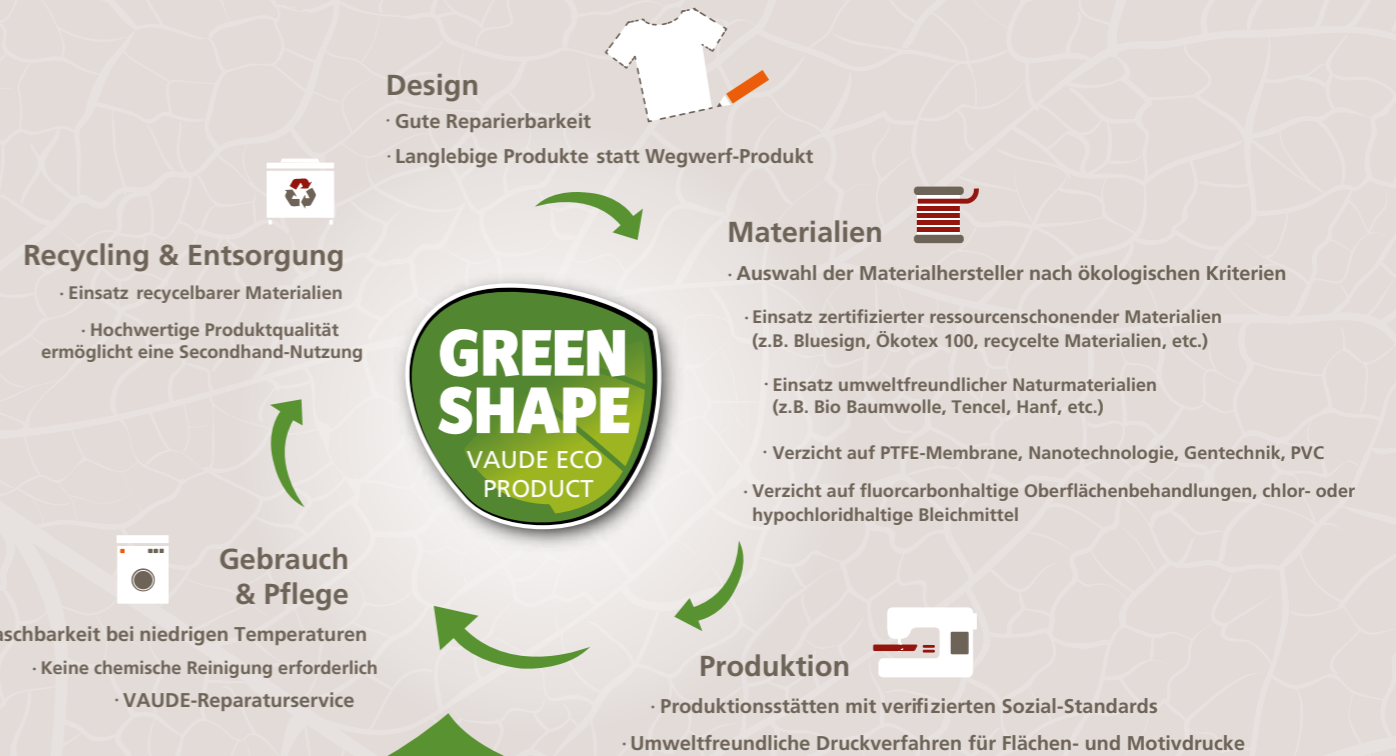 Design
· Gute Reparierbarkeit
· Langlebige Produkte statt Wegwerf-Produkt
Materialien
· Auswahl der Materialhersteller nach ökologischen Kriterien
· Einsatz zertifizierter ressourcenschonender Materialien
(z.B. Bluesign, Ökotex 100, recycelte Materialien, etc.)
· Einsatz umweltfreundlicher Naturmaterialien
(z.B. Bio Baumwolle, Tencel, Hanf, etc.)
· Verzicht auf PTFE-Membrane, Nanotechnologie, Gentechnik, PVC
· Verzicht auf fluorcarbonhaltige Oberflächenbehandlungen, chlor- oder
hypochloridhaltige Bleichmittel
Produktion
· Produktionsstätten mit verifizierten Sozial-Standards
· Umweltfreundliche Druckverfahren für Flächen- und Motivdrucke
Gebrauch
& Pflege
bei niedrigen Temperaturen
· Keine chemische Reinigung erforderlich
· VAUDE-Reparaturservice
Recycling & Entsorgung
· Einsatz recycelbarer Materialien
· Hochwertige Produktqualität
ermöglicht eine Secondhand-Nutzung
GREEN
SHAPE
VAUDE ECO
PRODUCT